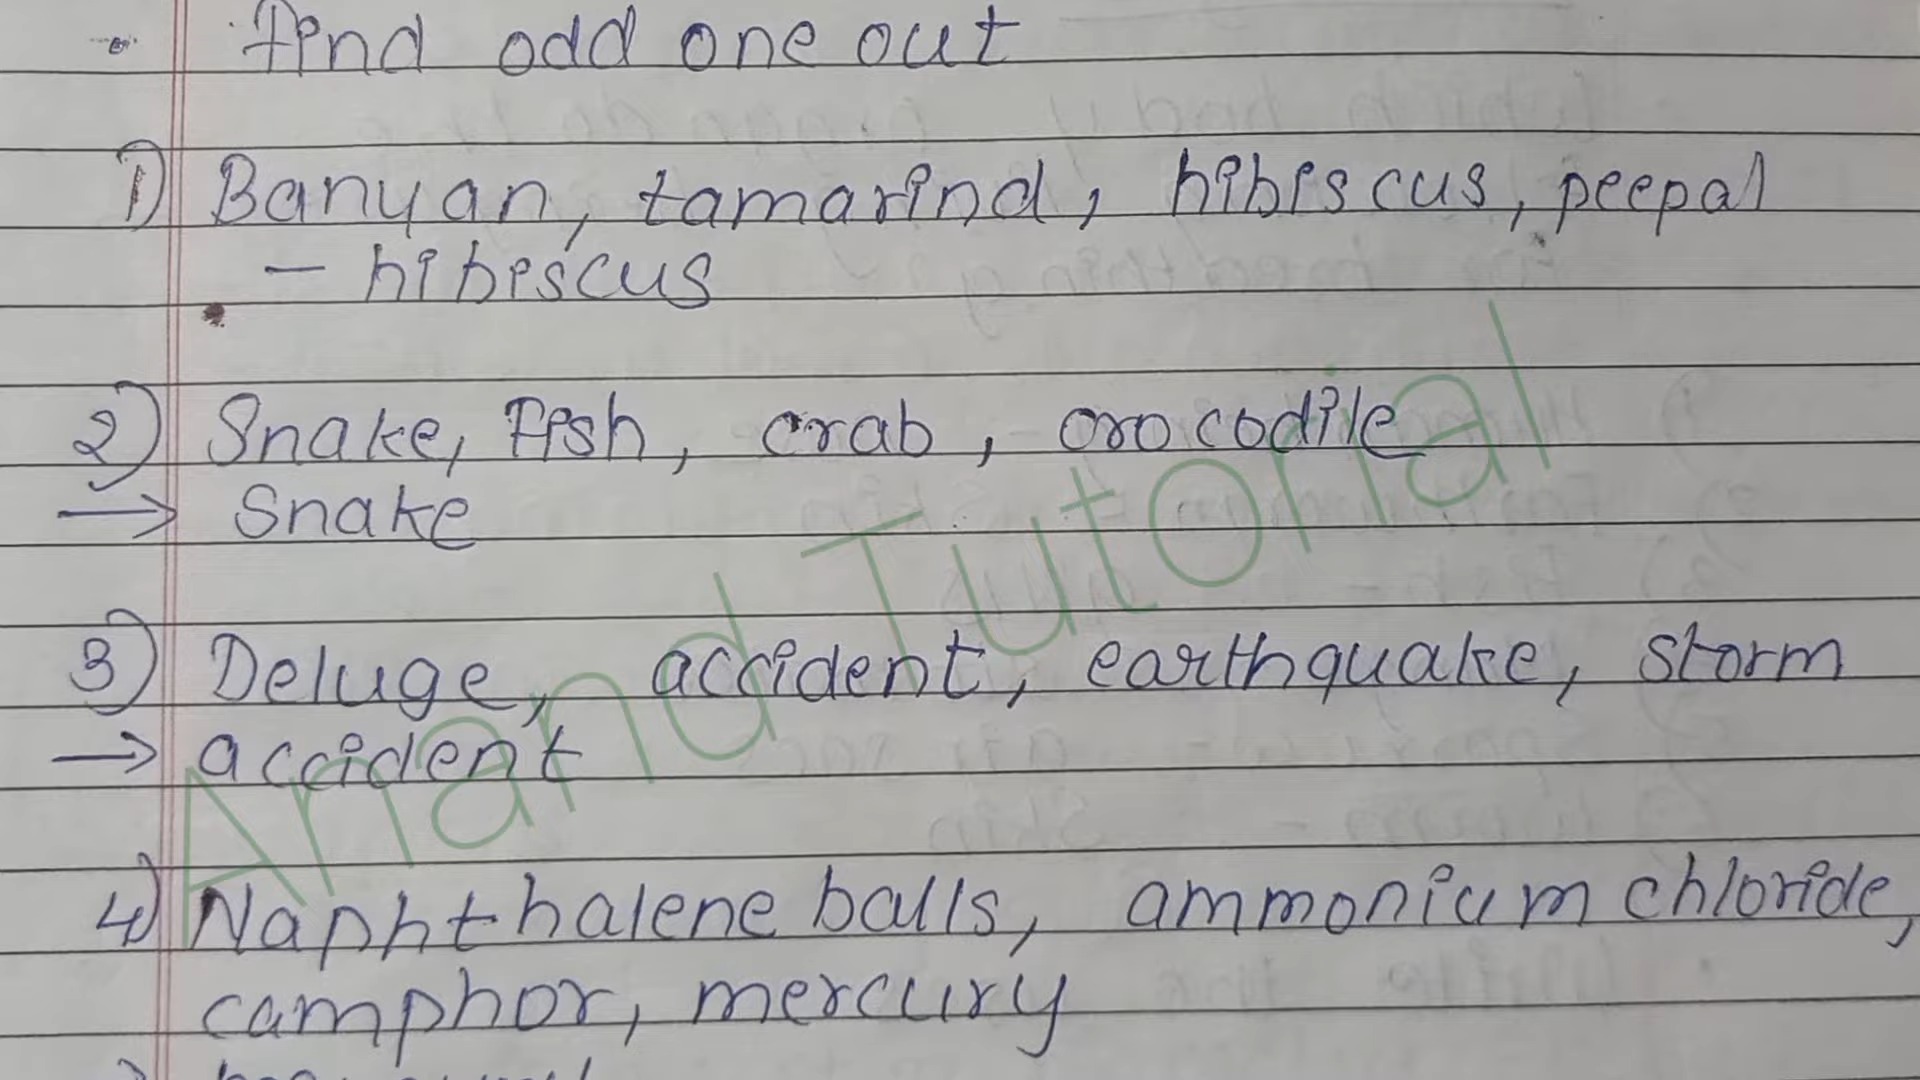 Find odd one out
1) Banyan, tamarind, hibiscus, peepal
- hibiscus
2) Snake, Fish, crab, crocodile
→ Snake
3) Deluge, accident, earthquake, storm
→ accident
4) Naphthalene balls, ammonium chloride,
camphor, mercury
Anand Tutorial